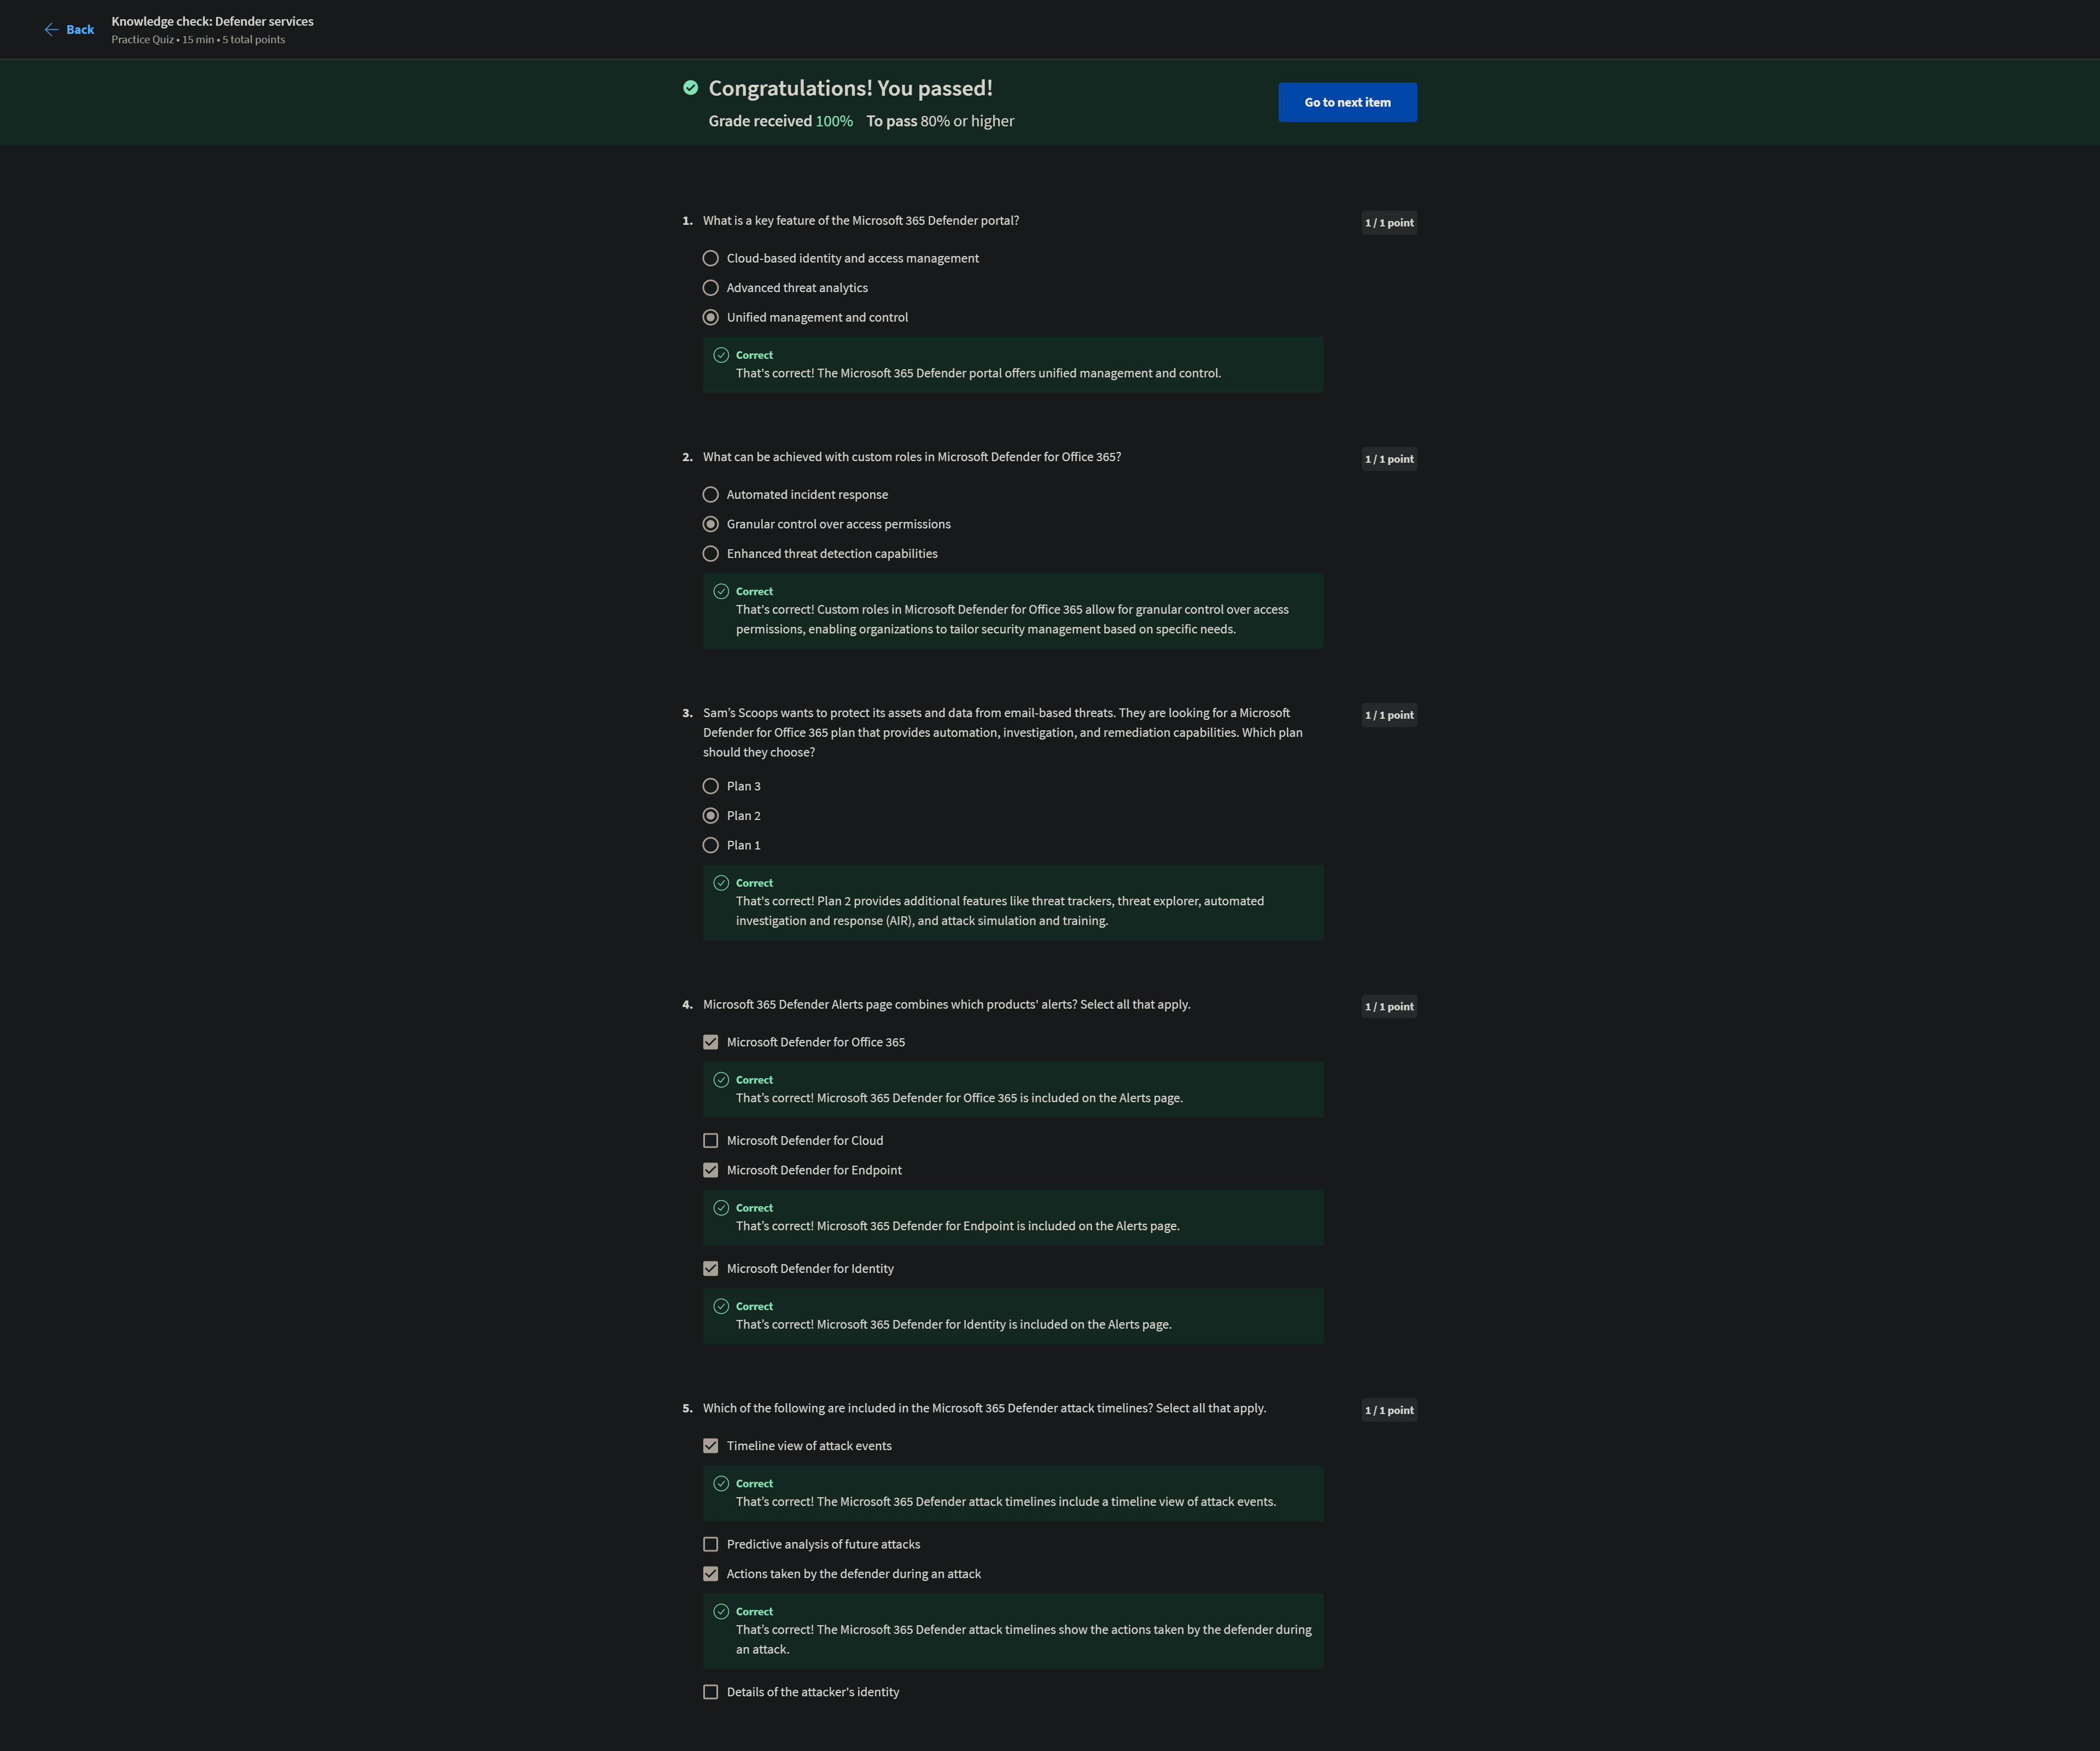 Back
Knowledge check: Defender services
Practice Quiz • 15 min • 5 total points
Congratulations! You passed!
Grade received 100% To pass 80% or higher
Go to next item
1. What is a key feature of the Microsoft 365 Defender portal?
1 / 1 point
Cloud-based identity and access management
Advanced threat analytics
Unified management and control
Correct
That's correct! The Microsoft 365 Defender portal offers unified management and control.
2. What can be achieved with custom roles in Microsoft Defender for Office 365?
1 / 1 point
Automated incident response
Granular control over access permissions
Enhanced threat detection capabilities
Correct
That's correct! Custom roles in Microsoft Defender for Office 365 allow for granular control over access
permissions, enabling organizations to tailor security management based on specific needs.
3. Sam’s Scoops wants to protect its assets and data from email-based threats. They are looking for a Microsoft
Defender for Office 365 plan that provides automation, investigation, and remediation capabilities. Which plan
should they choose?
1 / 1 point
Plan 3
Plan 2
Plan 1
Correct
That's correct! Plan 2 provides additional features like threat trackers, threat explorer, automated
investigation and response (AIR), and attack simulation and training.
4. Microsoft 365 Defender Alerts page combines which products' alerts? Select all that apply.
1 / 1 point
Microsoft Defender for Office 365
Correct
That’s correct! Microsoft 365 Defender for Office 365 is included on the Alerts page.
Microsoft Defender for Cloud
Microsoft Defender for Endpoint
Correct
That’s correct! Microsoft 365 Defender for Endpoint is included on the Alerts page.
Microsoft Defender for Identity
Correct
That’s correct! Microsoft 365 Defender for Identity is included on the Alerts page.
5. Which of the following are included in the Microsoft 365 Defender attack timelines? Select all that apply.
1 / 1 point
Timeline view of attack events
Correct
That’s correct! The Microsoft 365 Defender attack timelines include a timeline view of attack events.
Predictive analysis of future attacks
Actions taken by the defender during an attack
Correct
That’s correct! The Microsoft 365 Defender attack timelines show the actions taken by the defender during
an attack.
Details of the attacker's identity